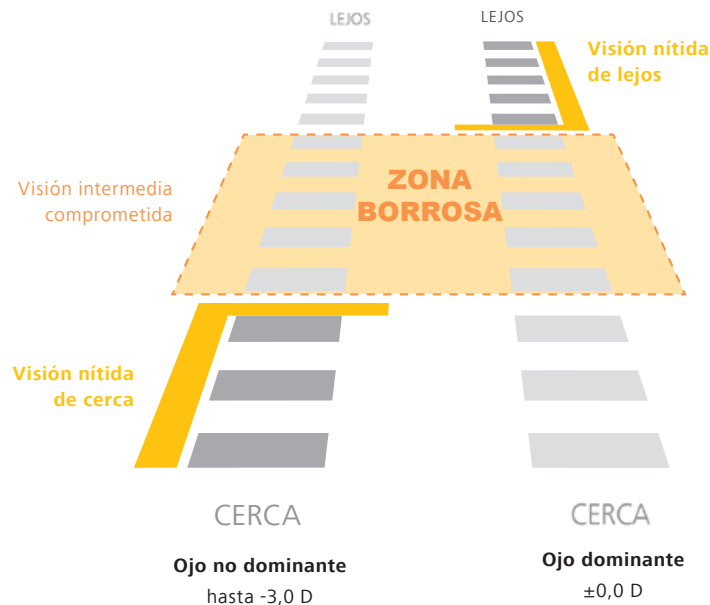 LEJOS
LEJOS
Visión nítida
de lejos
Visión intermedia
comprometida
ZONA
BORROSA
Visión nítida
de cerca
CERCA
CERCA
Ojo no dominante
hasta -3,0 D
Ojo dominante
±0,0 D